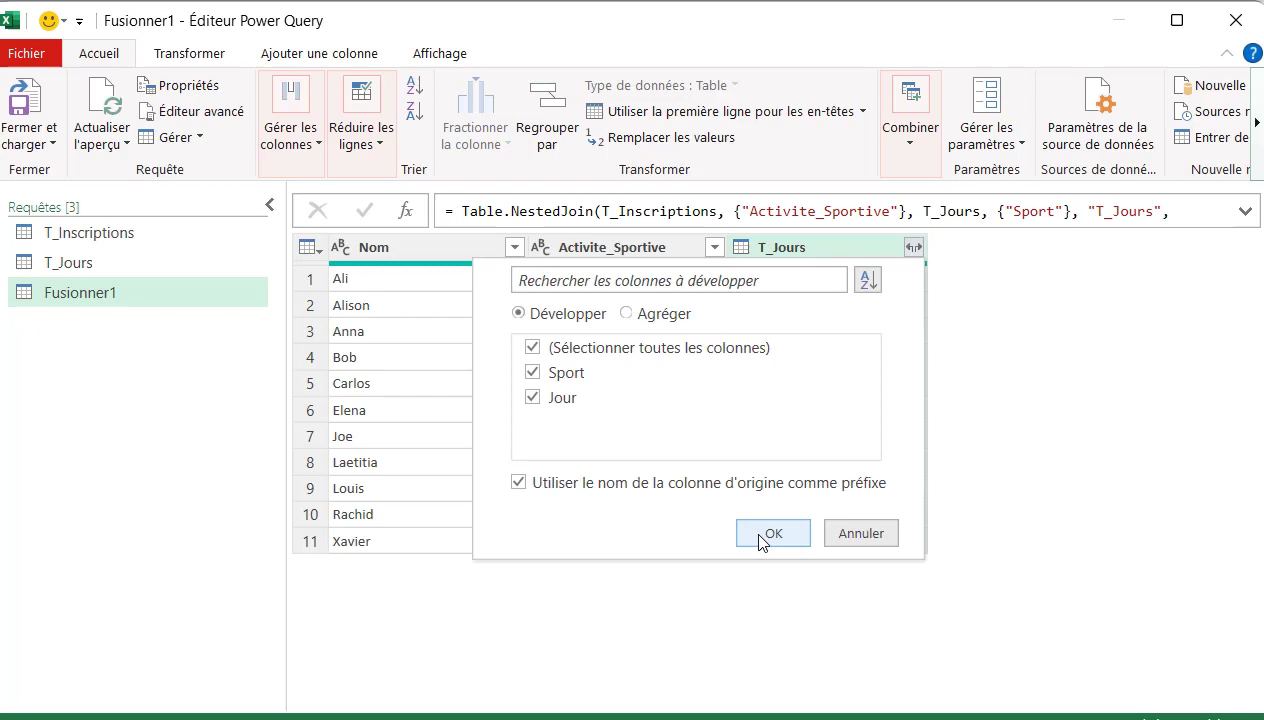 Fusionner1 - Éditeur Power Query
Fichier
Accueil
Transformer
Ajouter une colonne
Affichage
Fermer et
charger
Fermer
Actualiser
l'aperçu
Propriétés
Éditeur avancé
Gérer
Requête
Gérer les
colonnes
Réduire les
lignes
Trier
Fractionner
la colonne
Regrouper
par
Type de données : Table
Utiliser la première ligne pour les en-têtes
Remplacer les valeurs
Transformer
Combiner
Gérer les
paramètres
Paramètres
Paramètres de la
source de données
Sources de donné...
Nouvelle
Sources r
Entrer de
Nouvelle r
Requêtes [3]
T_Inscriptions
T_Jours
Fusionner1
fx
= Table.NestedJoin(T_Inscriptions, {"Activite_Sportive"}, T_Jours, {"Sport"}, "T_Jours",
ABC Nom
ABC Activite_Sportive
T_Jours
1 Ali
2 Alison
3 Anna
4 Bob
5 Carlos
6 Elena
7 Joe
8 Laetitia
9 Louis
10 Rachid
11 Xavier
Rechercher les colonnes à développer
Développer
Agréger
(Sélectionner toutes les colonnes)
Sport
Jour
Utiliser le nom de la colonne d'origine comme préfixe
OK
Annuler